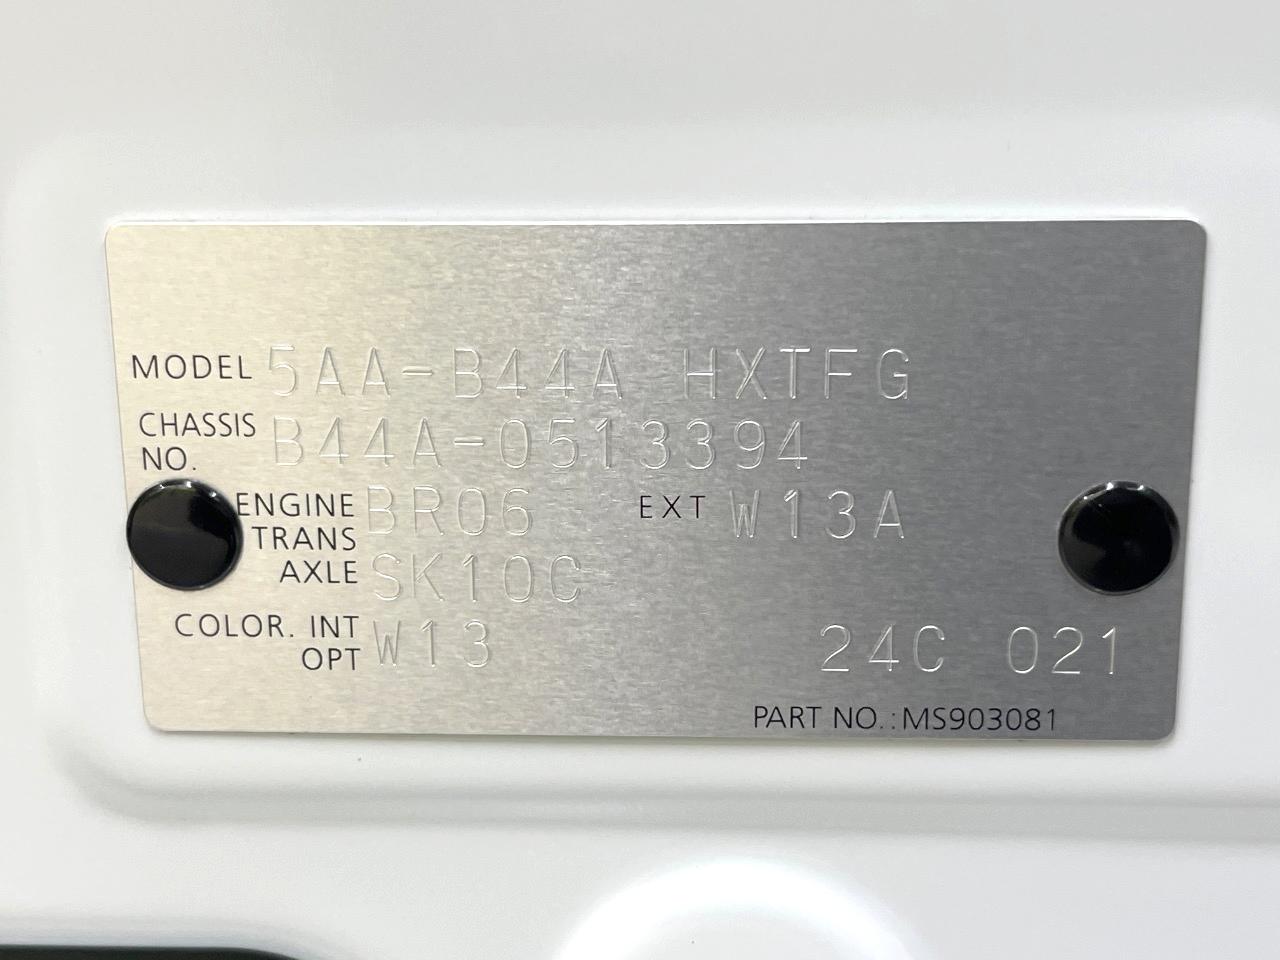 MODEL 5AA-B44A HXTFG
CHASSIS NO. B44A-0513394
ENGINE BR06 EXT W13A
TRANS
AXLE SK10C
COLOR. INT W13 24C 021
OPT
PART NO.:MS903081